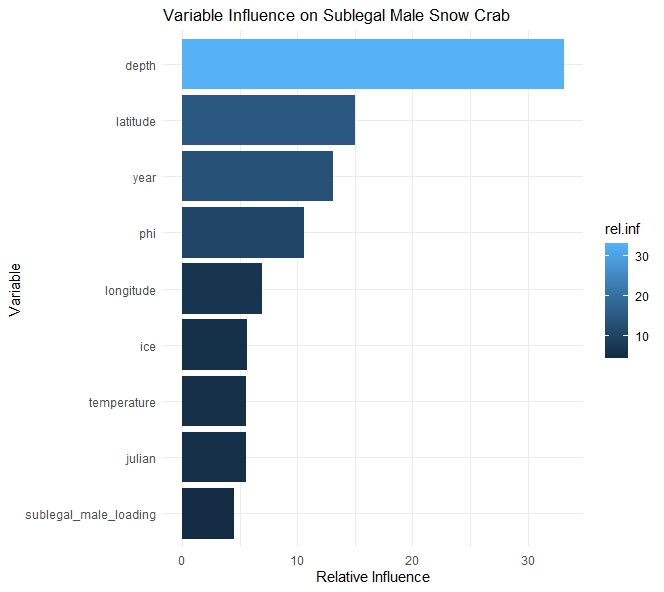 Variable Influence on Sublegal Male Snow Crab
depth
latitude
year
phi
longitude
ice
temperature
julian
sublegal_male_loading
Variable
0 10 20 30
Relative Influence
rel.inf
30
20
10